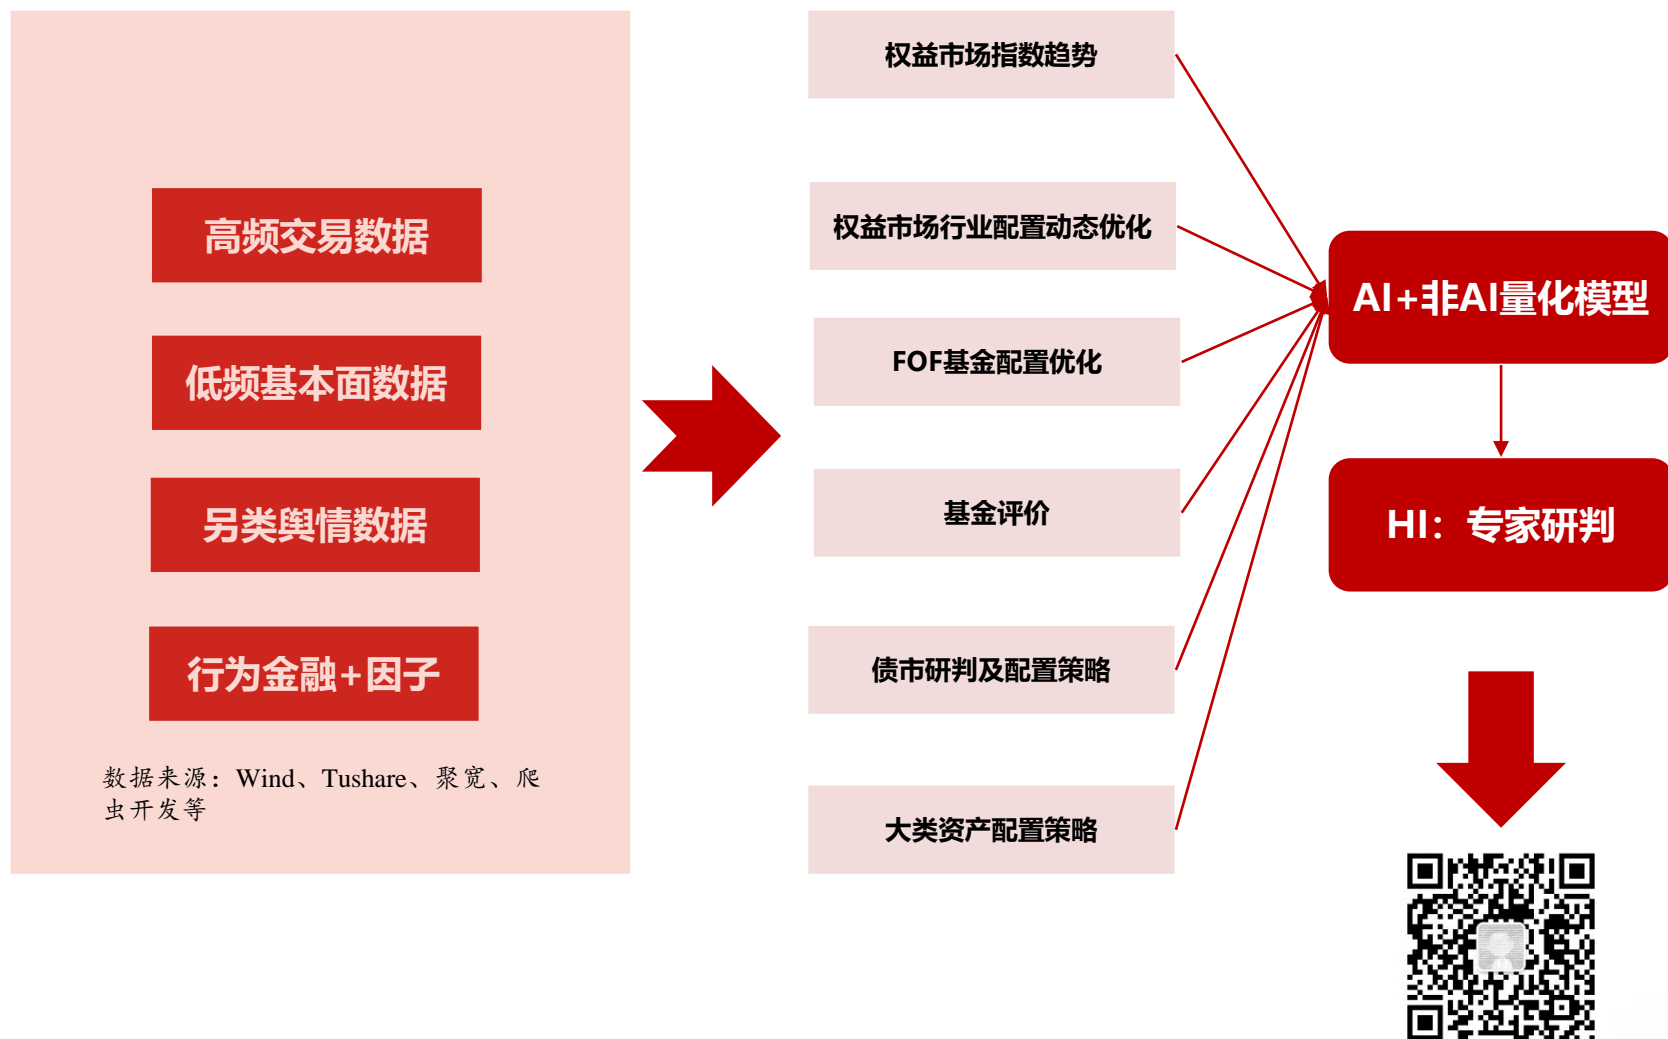 高频交易数据
低频基本面数据
另类舆情数据
行为金融+因子
数据来源：Wind、Tushare、聚宽、爬
虫开发等
权益市场指数趋势
权益市场行业配置动态优化
FOF基金配置优化
基金评价
债市研判及配置策略
大类资产配置策略
AI+非AI量化模型
HI：专家研判